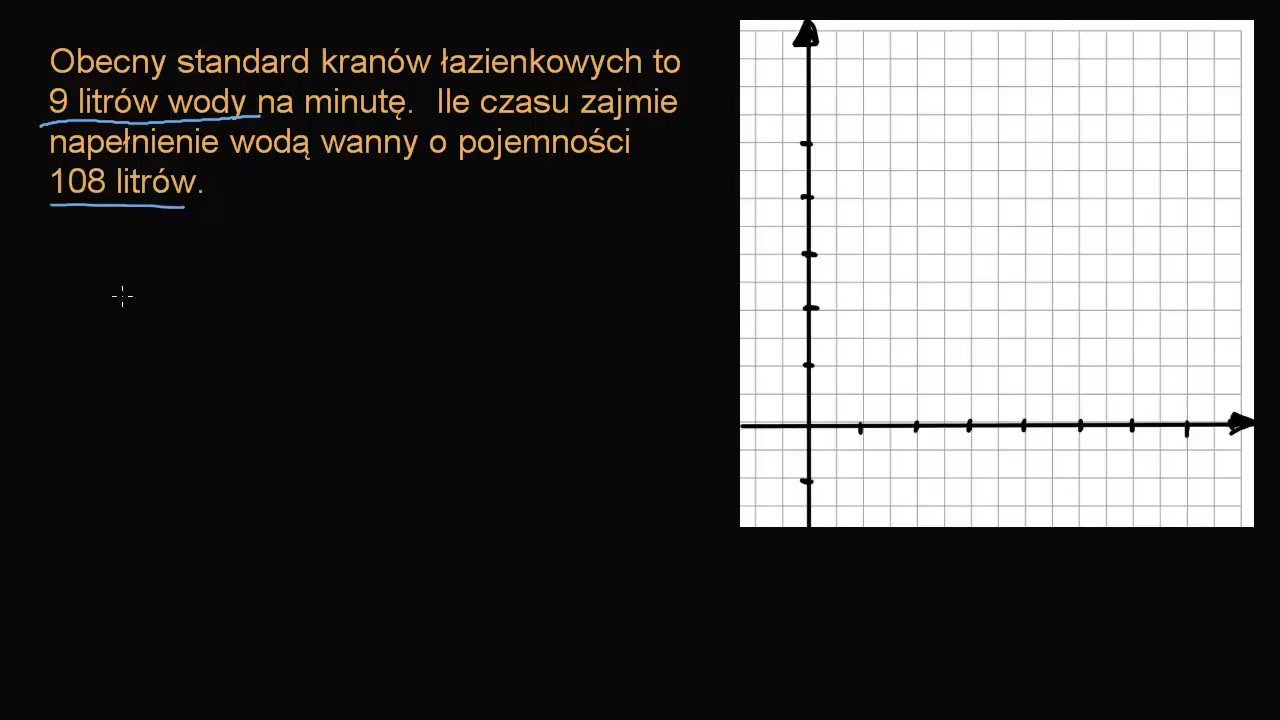 Obecny standard kranów łazienkowych to
9 litrów wody na minutę. Ile czasu zajmie
napełnienie wodą wanny o pojemności
108 litrów.